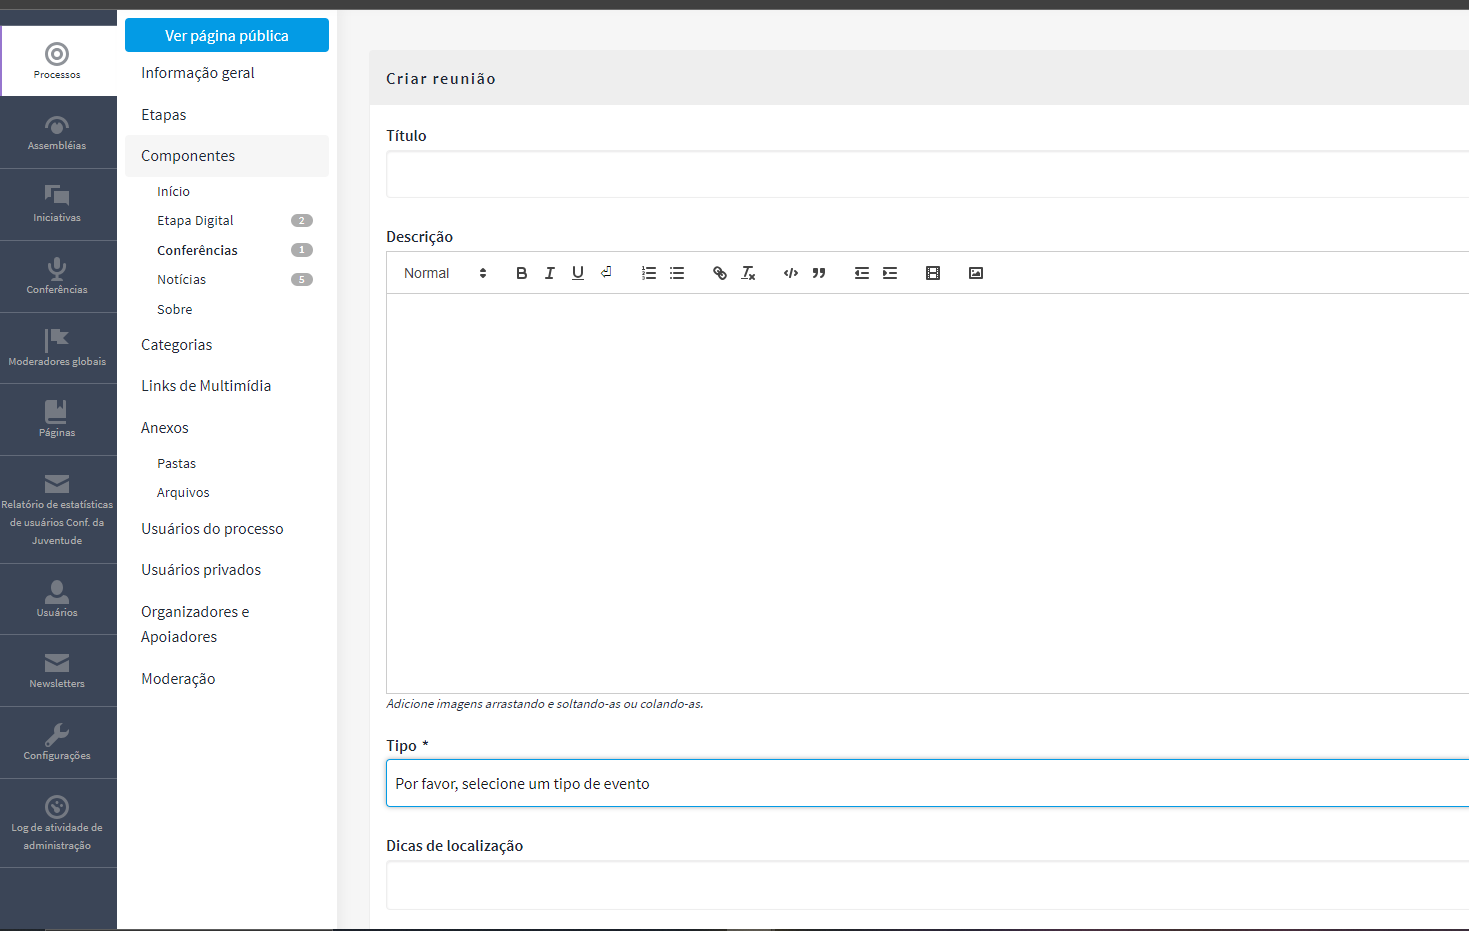 Processos
Assembléias
Iniciativas
Conferências
Moderadores globais
Páginas
Relatório de estatísticas
de usuários Conf. da
Juventude
Usuários
Newsletters
Configurações
Log de atividade de
administração
Ver página pública
Informação geral
Etapas
Componentes
Início
Etapa Digital 2
Conferências 1
Notícias 5
Sobre
Categorias
Links de Multimídia
Anexos
Pastas
Arquivos
Usuários do processo
Usuários privados
Organizadores e
Apoiadores
Moderação
Criar reunião
Título
Descrição
Normal
Adicione imagens arrastando e soltando-as ou colando-as.
Tipo *
Por favor, selecione um tipo de evento
Dicas de localização